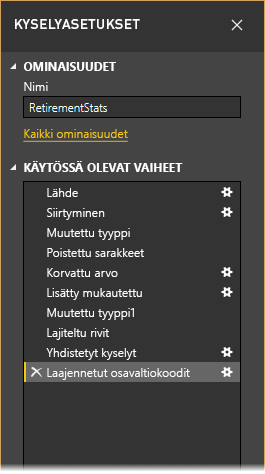 KYSELYASETUKSET
OMINAISUUDET
Nimi
RetirementStats
Kaikki ominaisuudet
KÄYTÖSSÄ OLEVAT VAIHEET
Lähde
Siirtyminen
Muutettu tyyppi
Poistettu sarakkeet
Korvattu arvo
Lisätty mukautettu
Muutettu tyyppi1
Lajiteltu rivit
Yhdistetyt kyselyt
Laajennetut osavaltiokoodit